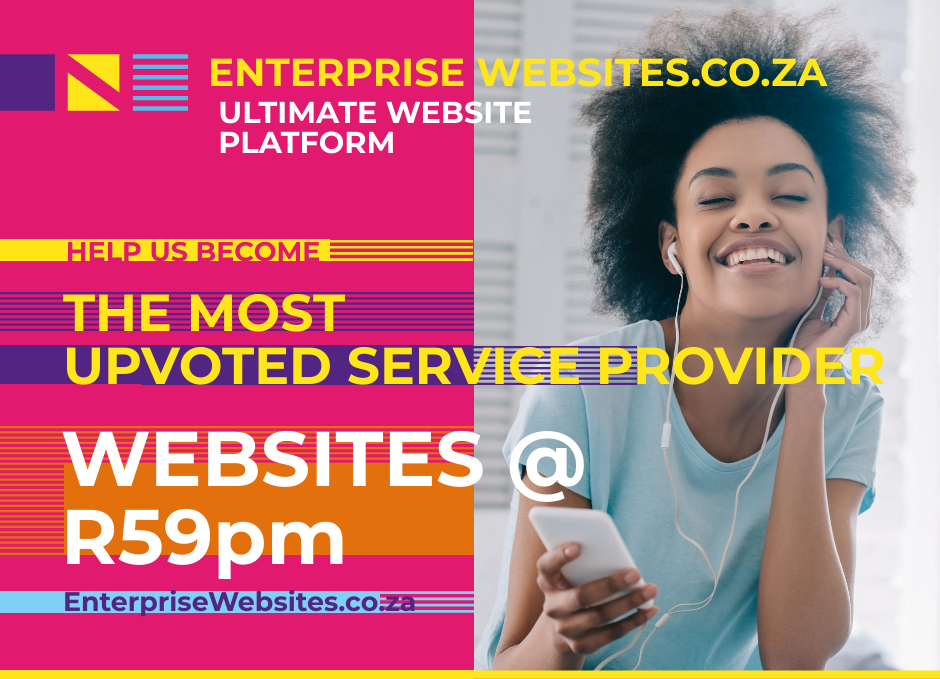 ENTERPRISE WEBSITES.CO.ZA
ULTIMATE WEBSITE
PLATFORM
HELP US BECOME
THE MOST
UPVOTED SERVICE PROVIDER
WEBSITES @
R59pm
EnterpriseWebsites.co.za